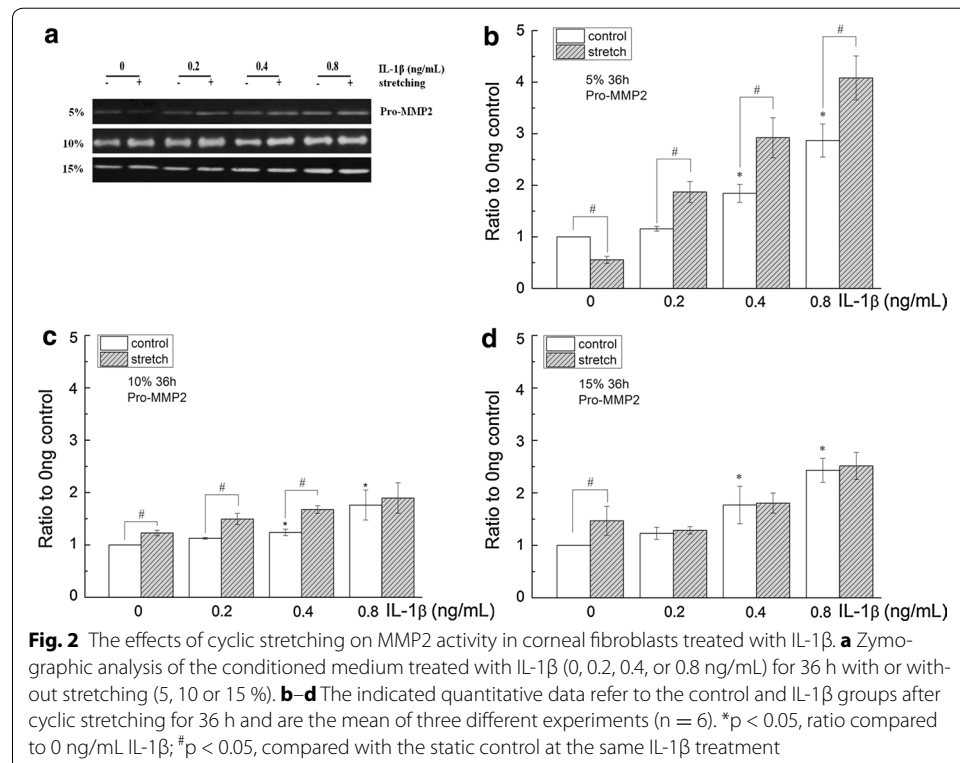 a
0 0.2 0.4 0.8 IL-1β (ng/mL)
- + - + - + - + stretching
5% Pro-MMP2
10%
15%
b
control
stretch
5% 36h
Pro-MMP2
Ratio to 0ng control
5
4
3
2
1
0
# # # #
* *
0 0.2 0.4 0.8 IL-1β (ng/mL)
c
control
stretch
10% 36h
Pro-MMP2
Ratio to 0ng control
5
4
3
2
1
0
# # #
* *
0 0.2 0.4 0.8 IL-1β (ng/mL)
d
control
stretch
15% 36h
Pro-MMP2
Ratio to 0ng control
5
4
3
2
1
0
#
* *
0 0.2 0.4 0.8 IL-1β (ng/mL)
Fig. 2 The effects of cyclic stretching on MMP2 activity in corneal fibroblasts treated with IL-1β. a Zymo-
graphic analysis of the conditioned medium treated with IL-1β (0, 0.2, 0.4, or 0.8 ng/mL) for 36 h with or with-
out stretching (5, 10 or 15 %). b–d The indicated quantitative data refer to the control and IL-1β groups after
cyclic stretching for 36 h and are the mean of three different experiments (n = 6). *p < 0.05, ratio compared
to 0 ng/mL IL-1β; #p < 0.05, compared with the static control at the same IL-1β treatment